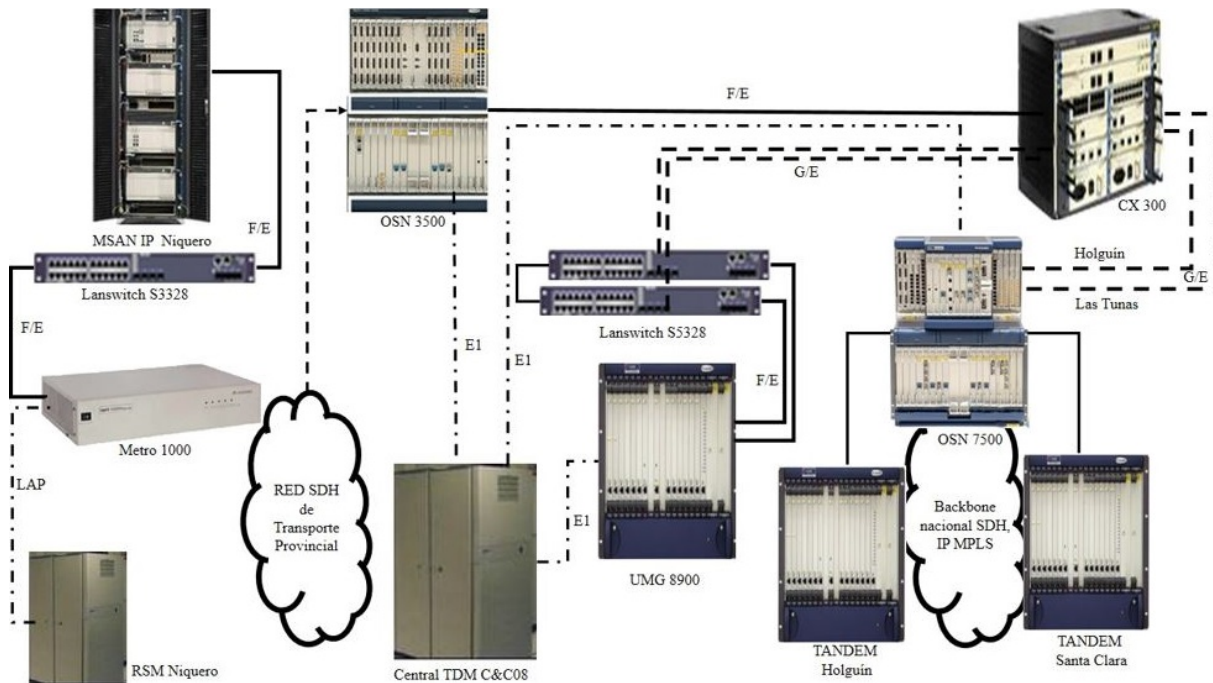 F/E
OSN 3500
G/E
CX 300
MSAN IP Niquero
F/E
Lanswitch S3328
Holguín
G/E
Las Tunas
F/E
E1
E1
Lanswitch S5328
F/E
Metro 1000
OSN 7500
LAP
RED SDH
de
Transporte
Provincial
E1
Backbone
nacional SDH,
IP MPLS
UMG 8900
RSM Niquero
Central TDM C&C08
TANDEM
Holguín
TANDEM
Santa Clara